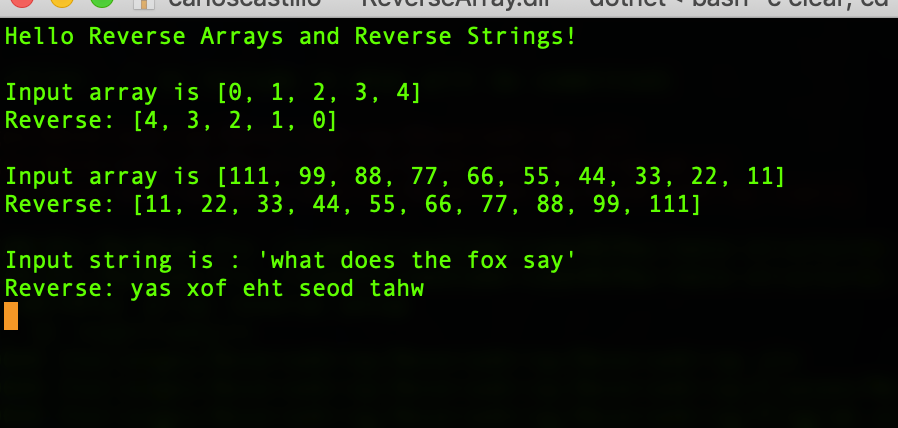 carloscastillo — ReverseArray.dll — dotnet < bash -c clear; cd
Hello Reverse Arrays and Reverse Strings!
Input array is [0, 1, 2, 3, 4]
Reverse: [4, 3, 2, 1, 0]
Input array is [111, 99, 88, 77, 66, 55, 44, 33, 22, 11]
Reverse: [11, 22, 33, 44, 55, 66, 77, 88, 99, 111]
Input string is : 'what does the fox say'
Reverse: yas xof eht seod tahw